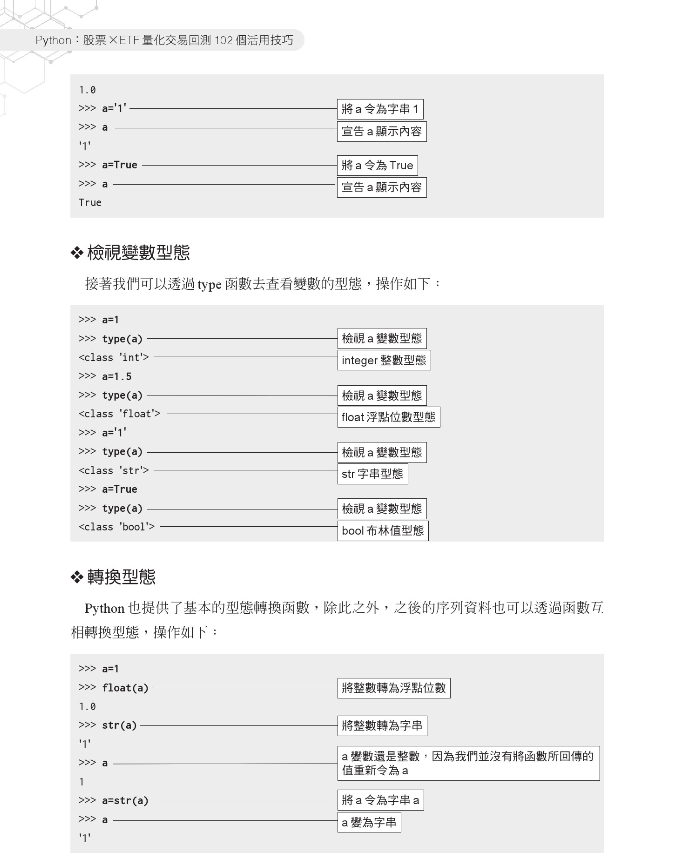 Python：股票×ETF量化交易回測 102 個活用技巧
1.0
>>> a='1' 將 a 令為字串 1
>>> a 宣告 a 顯示內容
'1'
>>> a=True 將 a 令為 True
>>> a 宣告 a 顯示內容
True
❖ 檢視變數型態
接著我們可以透過 type 函數去查看變數的型態，操作如下：
>>> a=1
>>> type(a) 檢視 a 變數型態
<class 'int'> integer 整數型態
>>> a=1.5
>>> type(a) 檢視 a 變數型態
<class 'float'> float 浮點位數型態
>>> a='1'
>>> type(a) 檢視 a 變數型態
<class 'str'> str 字串型態
>>> a=True
>>> type(a) 檢視 a 變數型態
<class 'bool'> bool 布林值型態
❖ 轉換型態
Python 也提供了基本的型態轉換函數，除此之外，之後的序列資料也可以透過函數互
相轉換型態，操作如下：
>>> a=1
>>> float(a) 將整數轉為浮點位數
1.0
>>> str(a) 將整數轉為字串
'1'
>>> a a 變數還是整數，因為我們並沒有將函數所回傳的
值重新令為 a
1
>>> a=str(a) 將 a 令為字串 a
>>> a a 變為字串
'1'